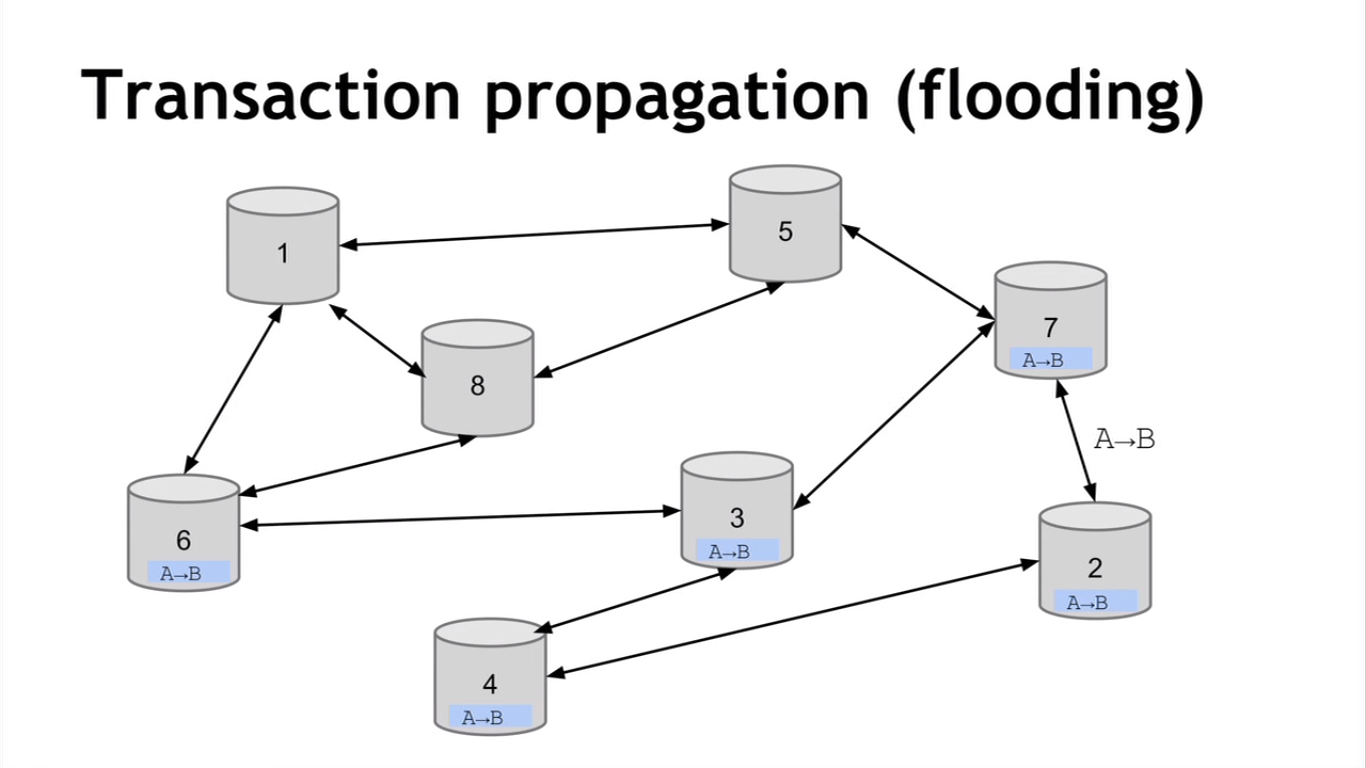 Transaction propagation (flooding)
1
5
7
A→B
8
A→B
6
A→B
3
A→B
2
A→B
4
A→B